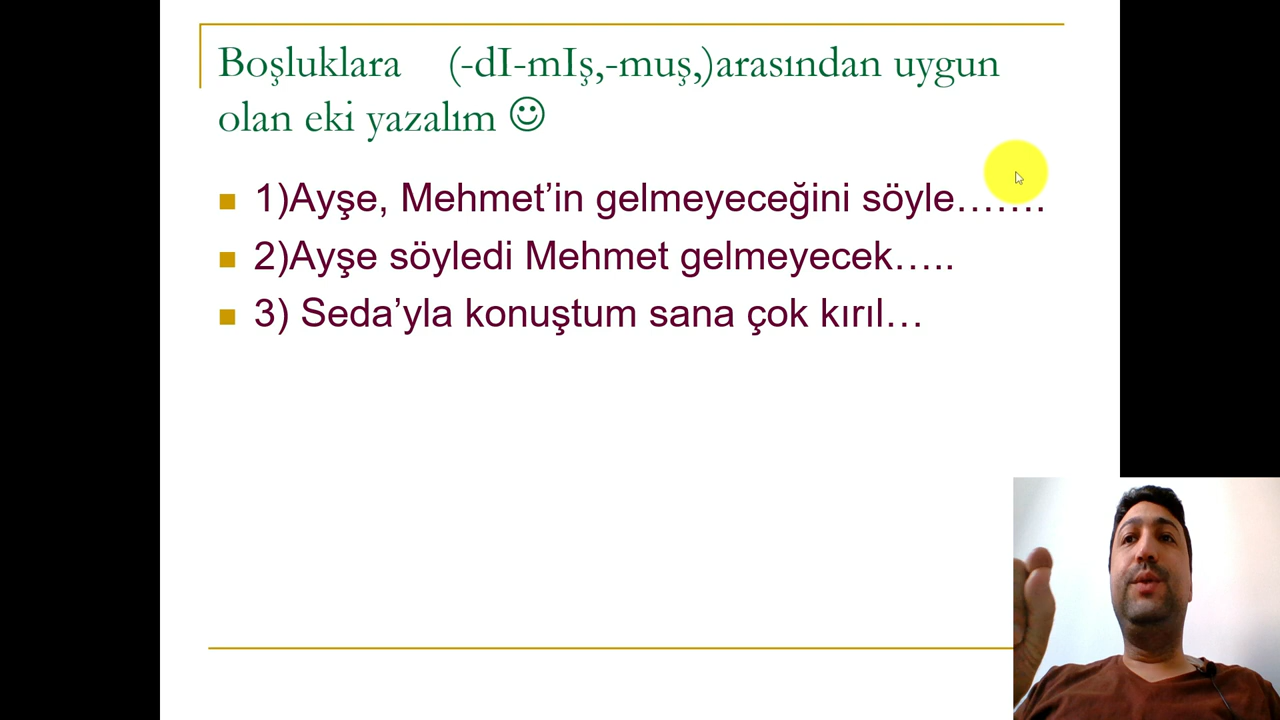 Boşluklara (-dI-mIş,-muş,)arasından uygun
olan eki yazalım ☺
1)Ayşe, Mehmet’in gelmeyeceğini söyle…….
2)Ayşe söyledi Mehmet gelmeyecek…..
3) Seda’yla konuştum sana çok kırıl…